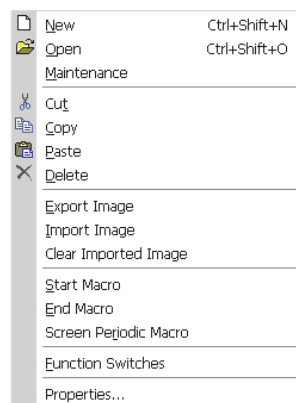 New Ctrl+Shift+N
Open Ctrl+Shift+O
Maintenance
Cut
Copy
Paste
Delete
Export Image
Import Image
Clear Imported Image
Start Macro
End Macro
Screen Periodic Macro
Function Switches
Properties...